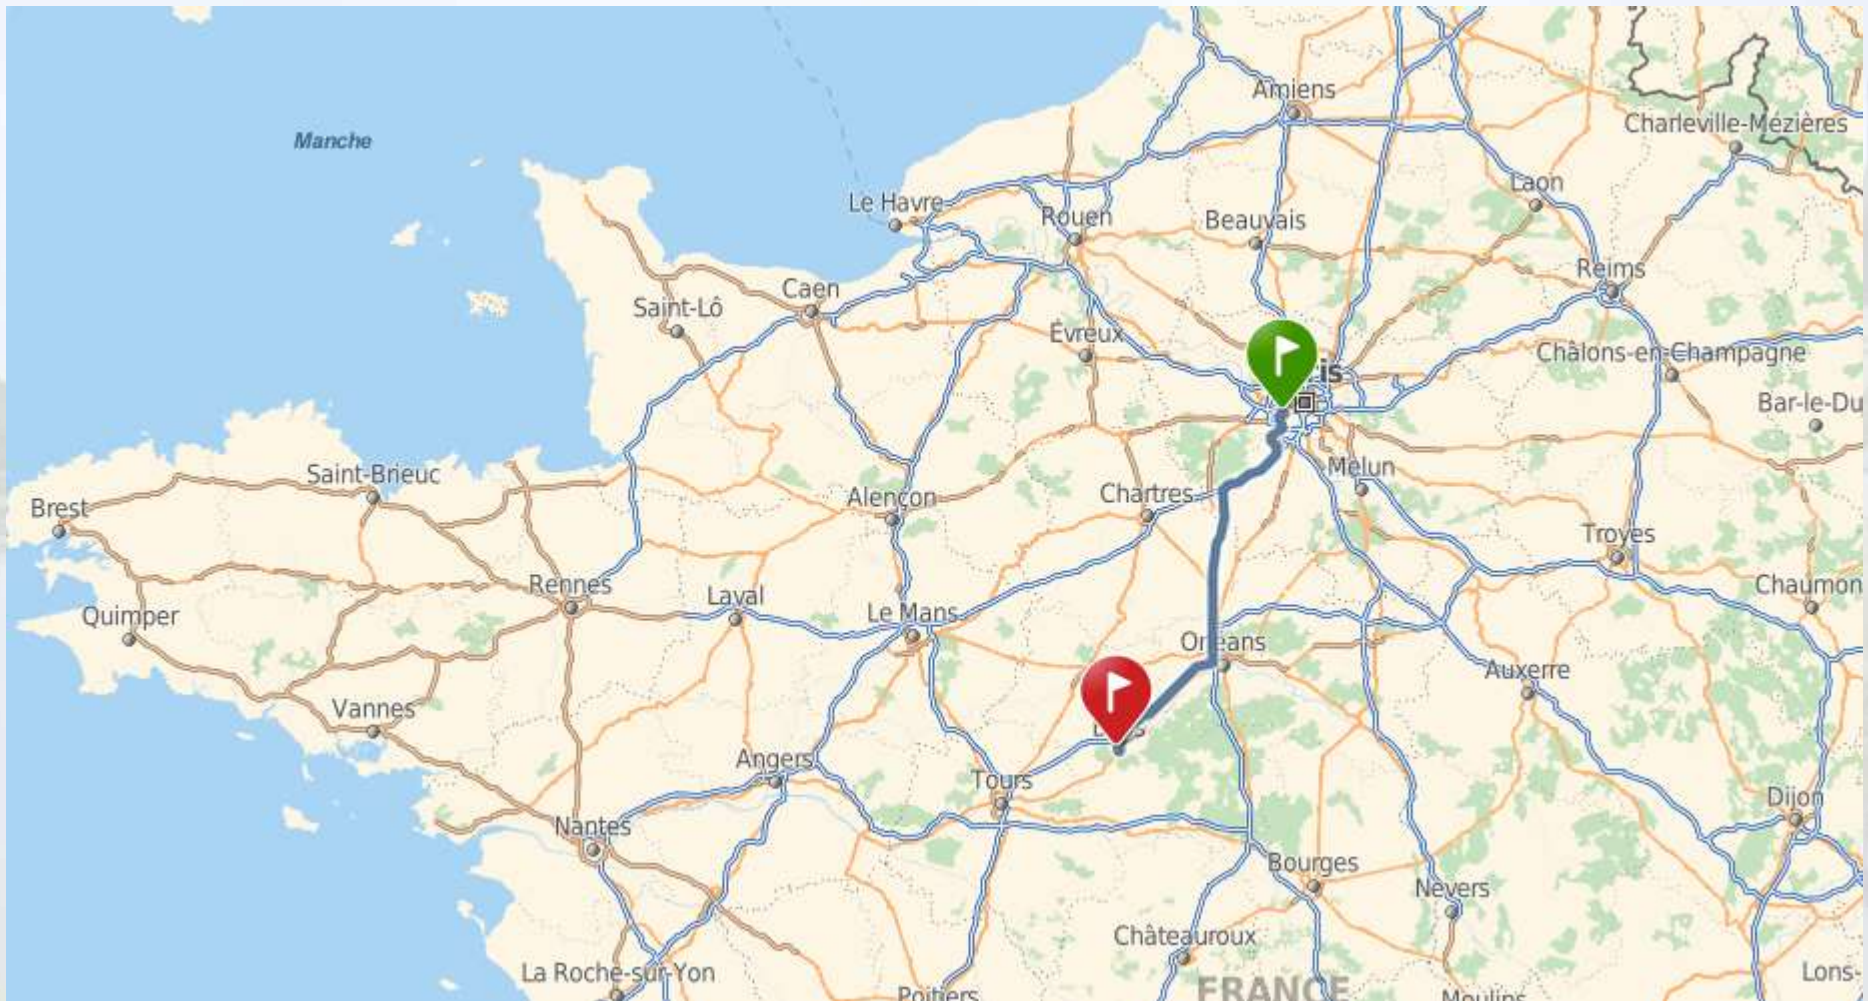 Amiens
Charleville-Mézières
Manche
Laon
Le Havre
Rouen
Beauvais
Reims
Caen
Saint-Lô
Évreux
Châlons-en-Champagne
is
Bar-le-Du
Melun
Saint-Brieuc
Alençon
Chartres
Brest
Troyes
Rennes
Laval
Chaumon
Quimper
Le Mans
Orléans
Auxerre
Vannes
Angers
Tours
Dijon
Nantes
Bourges
Nevers
Châteauroux
La Roche-sur-Yon
Lons-
Poitiers
FRANCE
Moulins